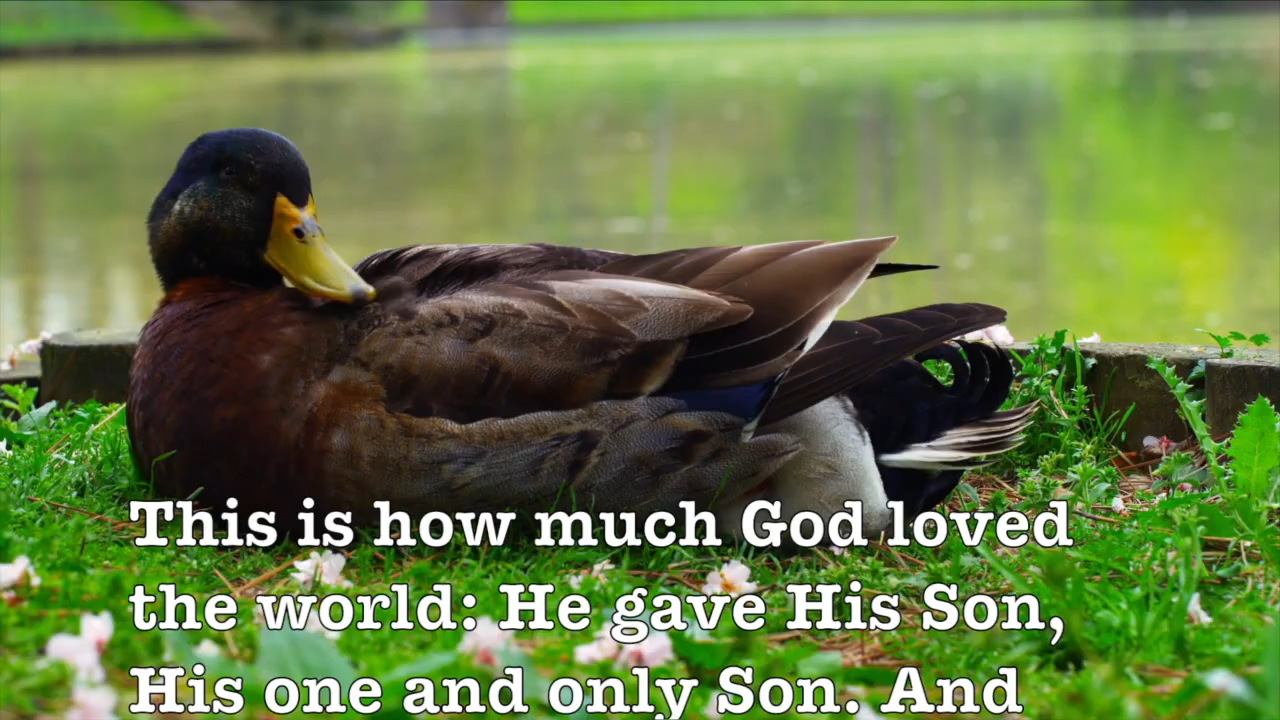 This is how much God loved
the world: He gave His Son,
His one and only Son. And